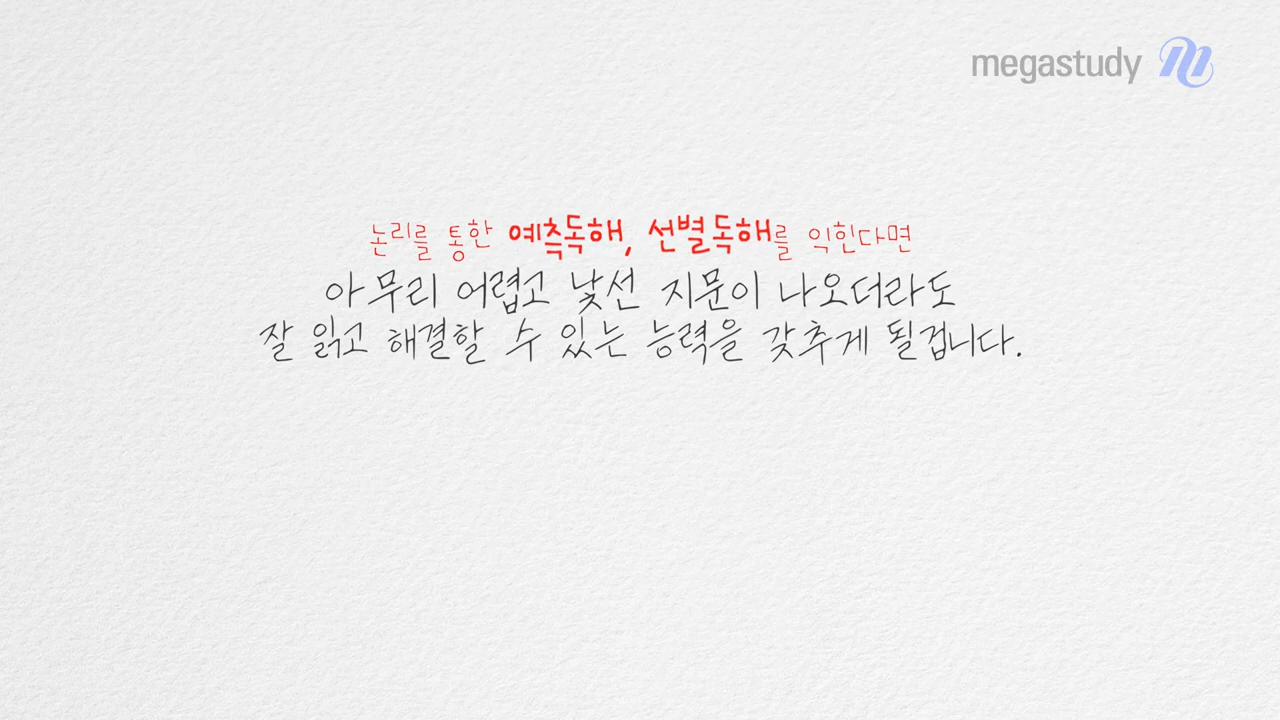 megastudy
논리를 통한 예측독해, 선별독해를 익힌다면
아무리 어렵고 낯선 지문이 나오더라도
잘 읽고 해결할 수 있는 능력을 갖추게 될겁니다.